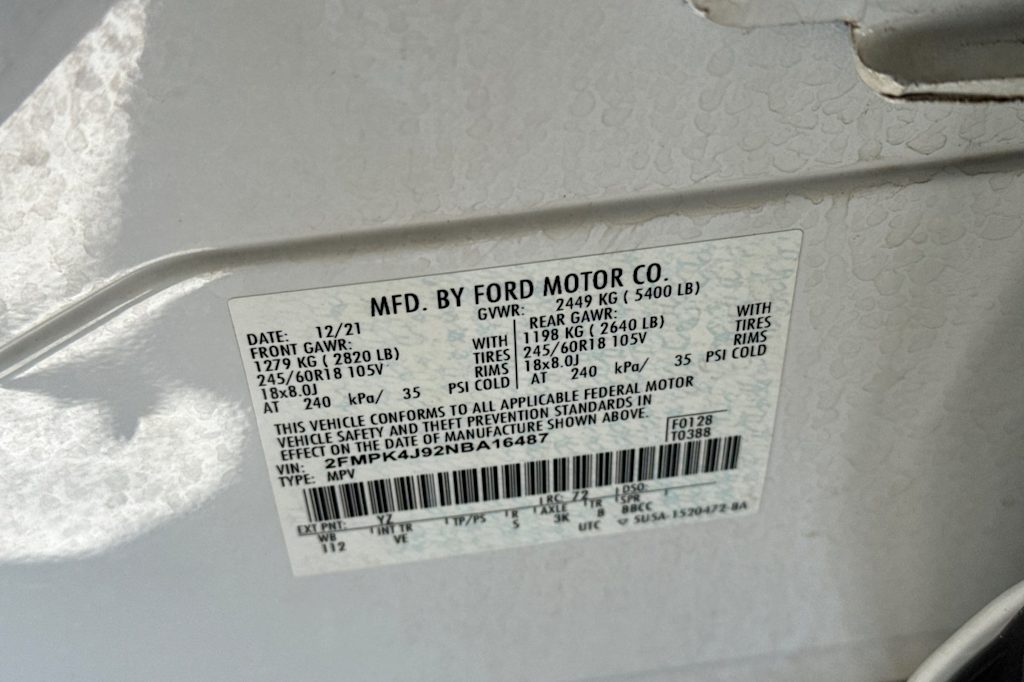 MFD. BY FORD MOTOR CO.
DATE: 12/21 GVWR: 2449 KG ( 5400 LB)
FRONT GAWR: REAR GAWR:
1279 KG ( 2820 LB) WITH 1198 KG ( 2640 LB) WITH
245/60R18 105V TIRES 245/60R18 105V TIRES
18x8.0J RIMS 18x8.0J RIMS
AT 240 kPa/ 35 PSI COLD AT 240 kPa/ 35 PSI COLD
THIS VEHICLE CONFORMS TO ALL APPLICABLE FEDERAL MOTOR
VEHICLE SAFETY AND THEFT PREVENTION STANDARDS IN
EFFECT ON THE DATE OF MANUFACTURE SHOWN ABOVE.
VIN: 2FMPK4J92NBA16487 F0128
TYPE: MPV T0388
EXT PNT: YZ RC: 72 DSO:
WB INT TR TP/PS R AXLE TR SPR
112 VE S 3K B BBCC
UTC 5U5A-1520472-BA